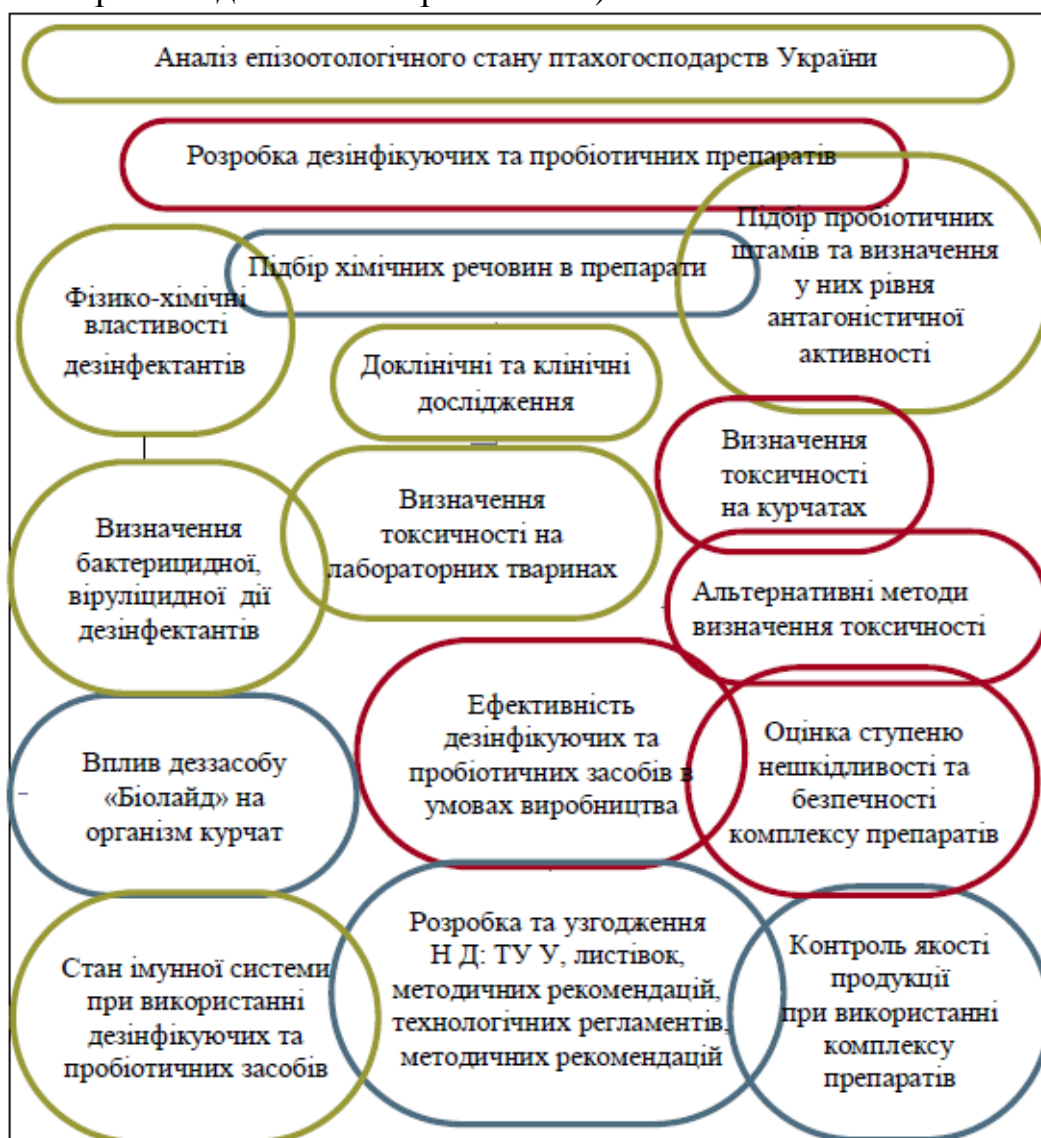 Аналіз епізоотологічного стану птахогосподарств України
Розробка дезінфікуючих та пробіотичних препаратів
Підбір пробіотичних
штамів та визначення
у них рівня
антагоністичної
активності
Підбір хімічних речовин в препарати
Фізико-хімічні
властивості
дезінфектантів
Доклінічні та клінічні
дослідження
Визначення
токсичності
на курчатах
Визначення
бактерицидної,
віруліцидної дії
дезінфектантів
Визначення
токсичності на
лабораторних тваринах
Альтернативні методи
визначення токсичності
Вплив деззасобу
«Біолайд» на
організм курчат
Ефективність
дезінфікуючих та
пробіотичних засобів в
умовах виробництва
Оцінка ступеню
нешкідливості та
безпечності
комплексу препаратів
Стан імунної системи
при використанні
дезінфікуючих та
пробіотичних засобів
Розробка та узгодження
Н Д: ТУ У, листівок,
методичних рекомендацій,
технологічних регламентів,
методичних рекомендацій
Контроль якості
продукції
при використанні
комплексу
препаратів